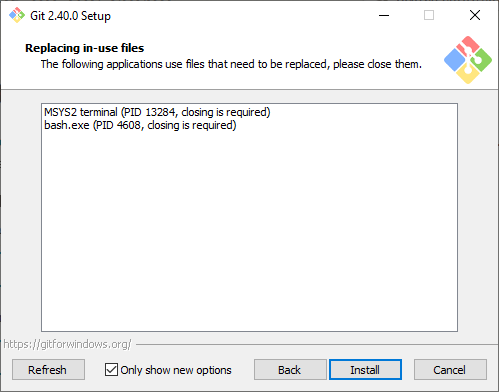 Git 2.40.0 Setup
Replacing in-use files
The following applications use files that need to be replaced, please close them.
MSYS2 terminal (PID 13284, closing is required)
bash.exe (PID 4608, closing is required)
https://gitforwindows.org/
Refresh
Only show new options
Back
Install
Cancel